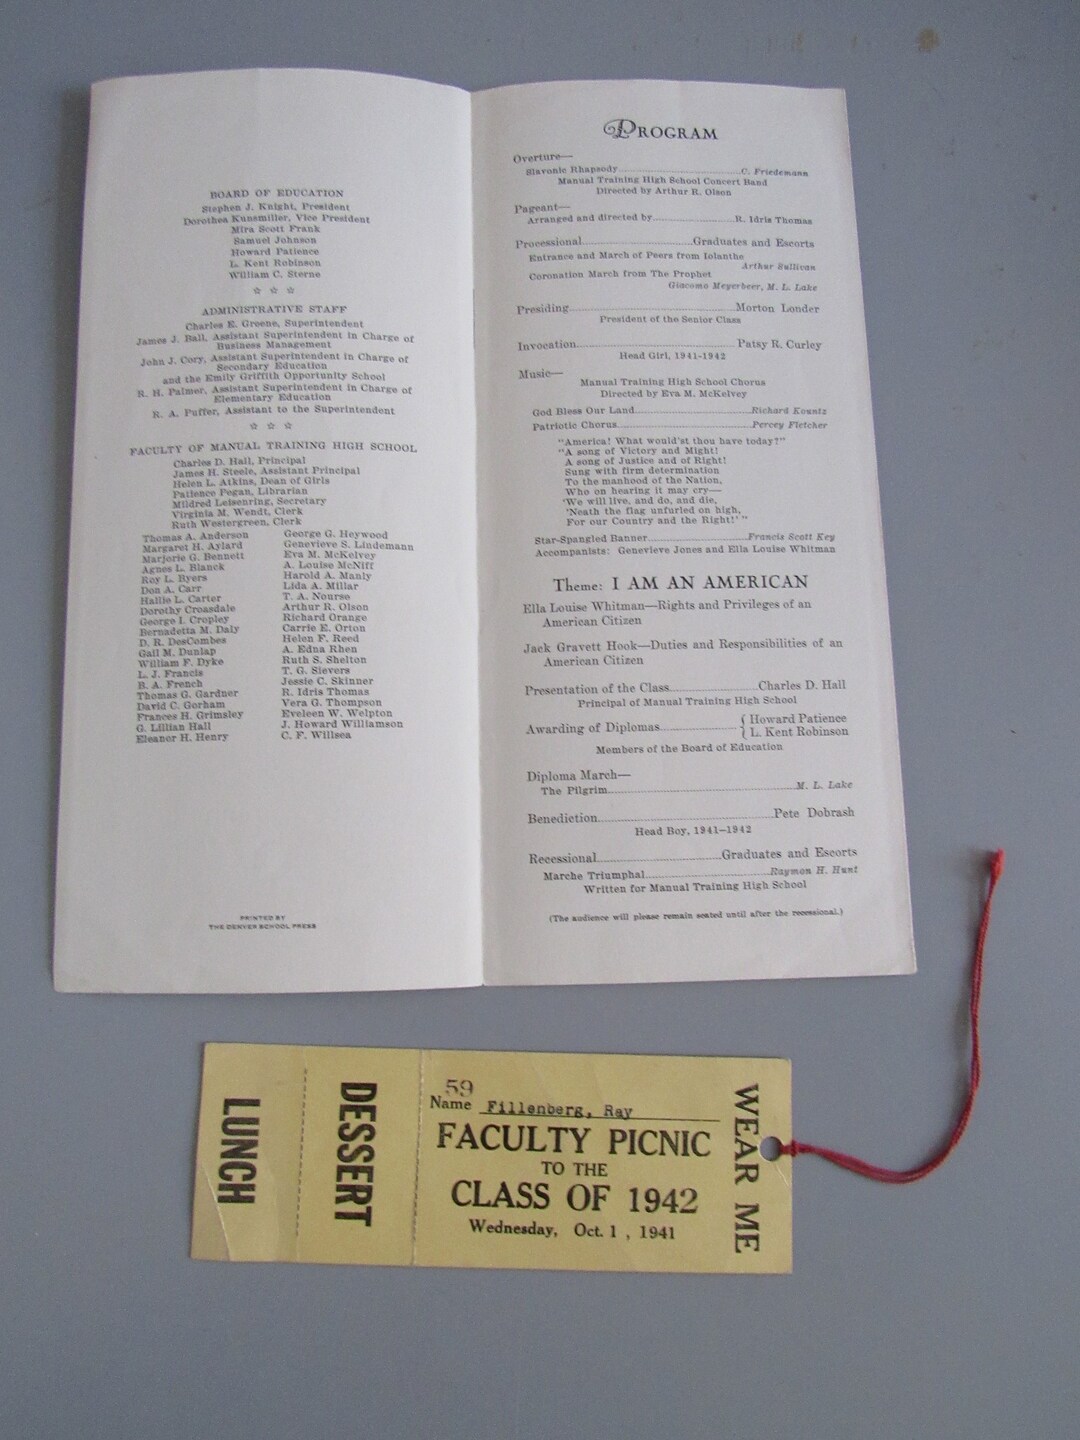 BOARD OF EDUCATION
Stephen J. Knight, President
Dorothea Kunsmiller, Vice President
Mira Scott Frank
Samuel Johnson
Howard Patience
L. Kent Robinson
William C. Sterne
☆ ☆ ☆
ADMINISTRATIVE STAFF
Charles E. Greene, Superintendent
James J. Ball, Assistant Superintendent in Charge of
Business Management
John J. Cory, Assistant Superintendent in Charge of
Secondary Education
and the Emily Griffith Opportunity School
R. H. Palmer, Assistant Superintendent in Charge of
Elementary Education
R. A. Puffer, Assistant to the Superintendent
☆ ☆ ☆
FACULTY OF MANUAL TRAINING HIGH SCHOOL
Charles D. Hall, Principal
James H. Steele, Assistant Principal
Helen L. Atkins, Dean of Girls
Patience Pogan, Librarian
Mildred Leisenring, Secretary
Virginia M. Wendt, Clerk
Ruth Westergreen, Clerk
Thomas A. Anderson
Margaret H. Aylard
Marjorie G. Bennett
Agnes L. Blanck
Roy L. Byers
Don A. Carr
Hallie L. Carter
Dorothy Croasdale
George I. Cropley
Bernadetta M. Daly
D. R. DesCombes
Gail M. Dunlap
William F. Dyke
L. J. Francis
B. A. French
Thomas G. Gardner
David C. Gorham
Frances H. Grimsley
G. Lillian Hall
Eleanor H. Henry
George G. Heywood
Genevieve S. Lindemann
Eva M. McKelvey
A. Louise McNiff
Harold A. Manly
Lida A. Millar
T. A. Nourse
Arthur R. Olson
Richard Orange
Carrie E. Orton
Helen F. Reed
A. Edna Rhen
Ruth S. Shelton
T. G. Sievers
Jessie C. Skinner
R. Idris Thomas
Vera G. Thompson
Eveleen W. Welpton
J. Howard Williamson
C. F. Willsea
PRINTED BY
THE DENVER SCHOOL PRESS
PROGRAM
Overture—
Slavonic Rhapsody C. Friedemann
Manual Training High School Concert Band
Directed by Arthur R. Olson
Pageant—
Arranged and directed by R. Idris Thomas
Processional Graduates and Escorts
Entrance and March of Peers from Iolanthe
Arthur Sullivan
Coronation March from The Prophet
Giacomo Meyerbeer, M. L. Lake
Presiding Morton Londer
President of the Senior Class
Invocation Patsy R. Curley
Head Girl, 1941-1942
Music—
Manual Training High School Chorus
Directed by Eva M. McKelvey
God Bless Our Land Richard Kountz
Patriotic Chorus Percey Fletcher
"America! What would'st thou have today?"
"A song of Victory and Might!
A song of Justice and of Right!
Sung with firm determination
To the manhood of the Nation,
Who on hearing it may cry—
'We will live, and do, and die,
'Neath the flag unfurled on high,
For our Country and the Right!' "
Star-Spangled Banner Francis Scott Key
Accompanists: Genevieve Jones and Ella Louise Whitman
Theme: I AM AN AMERICAN
Ella Louise Whitman—Rights and Privileges of an
American Citizen
Jack Gravett Hook—Duties and Responsibilities of an
American Citizen
Presentation of the Class Charles D. Hall
Principal of Manual Training High School
Awarding of Diplomas { Howard Patience
{ L. Kent Robinson
Members of the Board of Education
Diploma March—
The Pilgrim M. L. Lake
Benediction Pete Dobrash
Head Boy, 1941-1942
Recessional Graduates and Escorts
Marche Triumphal Raymon H. Hunt
Written for Manual Training High School
(The audience will please remain seated until after the recessional.)
LUNCH
DESSERT
59
Name Fillenberg, Ray
FACULTY PICNIC
TO THE
CLASS OF 1942
Wednesday, Oct. 1 , 1941
WEAR ME